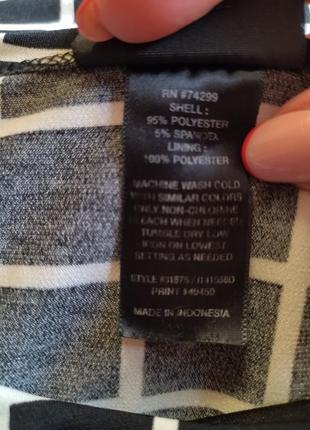 RN #74299
SHELL :
95% POLYESTER
5% SPANDEX
LINING :
100% POLYESTER
MACHINE WASH COLD
WITH SIMILAR COLORS
ONLY NON-CHLORINE
BLEACH WHEN NEEDED
TUMBLE DRY LOW
IRON ON LOWEST
SETTING AS NEEDED
STYLE
PRINT #49450
MADE IN INDONESIA